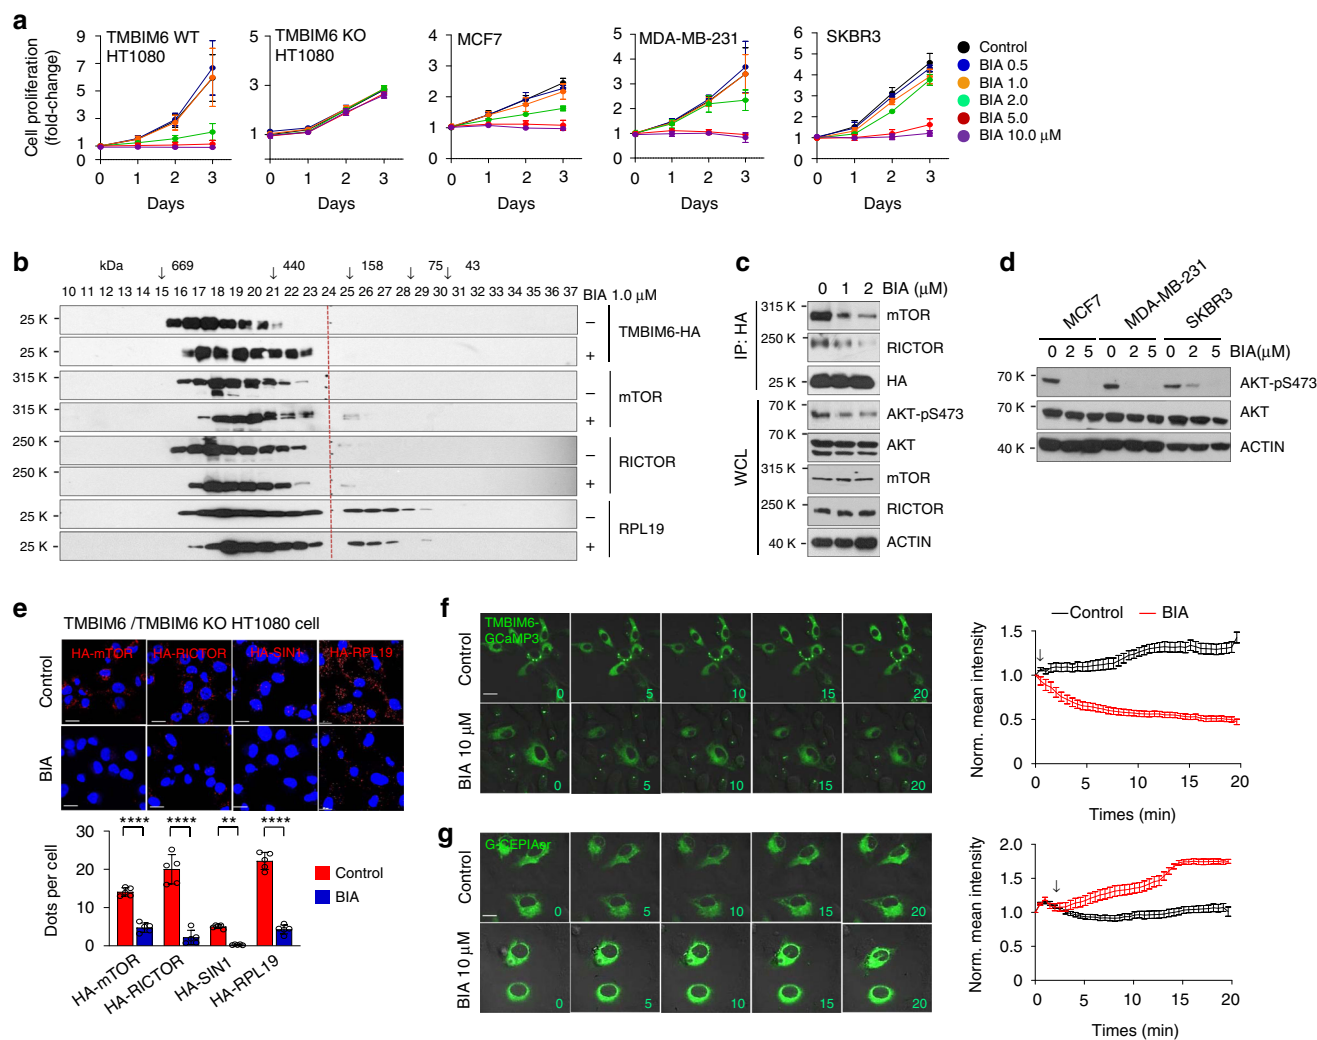 a
Cell proliferation
(fold-change)
TMBIM6 WT
HT1080
9
7
5
3
1
0
0 1 2 3
Days
TMBIM6 KO
HT1080
5
3
1
0
0 1 2 3
Days
MCF7
4
3
2
1
0
0 1 2 3
Days
MDA-MB-231
5
4
3
2
1
0
0 1 2 3
Days
SKBR3
6
5
4
3
2
1
0
0 1 2 3
Days
Control
BIA 0.5
BIA 1.0
BIA 2.0
BIA 5.0
BIA 10.0 μM
b
kDa ↓ 669 ↓ 440 ↓ 158 ↓ 75 ↓ 43
10 11 12 13 14 15 16 17 18 19 20 21 22 23 24 25 26 27 28 29 30 31 32 33 34 35 36 37 BIA 1.0 μM
25 K –
TMBIM6-HA
25 K +
315 K –
mTOR
315 K +
250 K –
RICTOR
250 K +
25 K –
RPL19
25 K +
c
0 1 2 BIA (μM)
IP: HA
315 K mTOR
250 K RICTOR
25 K HA
WCL
70 K AKT-pS473
70 K AKT
315 K mTOR
250 K RICTOR
40 K ACTIN
d
MCF7 MDA-MB-231 SKBR3
0 2 5 0 2 5 0 2 5 BIA(μM)
70 K AKT-pS473
70 K AKT
40 K ACTIN
e
TMBIM6 /TMBIM6 KO HT1080 cell
HA-mTOR HA-RICTOR HA-SIN1 HA-RPL19
Control
BIA
**** **** ** ****
Dots per cell
30
20
10
0
Control
BIA
HA-mTOR
HA-RICTOR
HA-SIN1
HA-RPL19
f
TMBIM6-
GCaMP3
Control
0 5 10 15 20
BIA 10 μM
0 5 10 15 20
Control BIA
Norm. mean intensity
1.5
1.0
0.5
0
0 5 10 15 20
Times (min)
g
G-CEPIAer
Control
0 5 10 15 20
BIA 10 μM
0 5 10 15 20
Norm. mean intensity
2.0
1.5
1.0
0.5
0
0 5 10 15 20
Times (min)